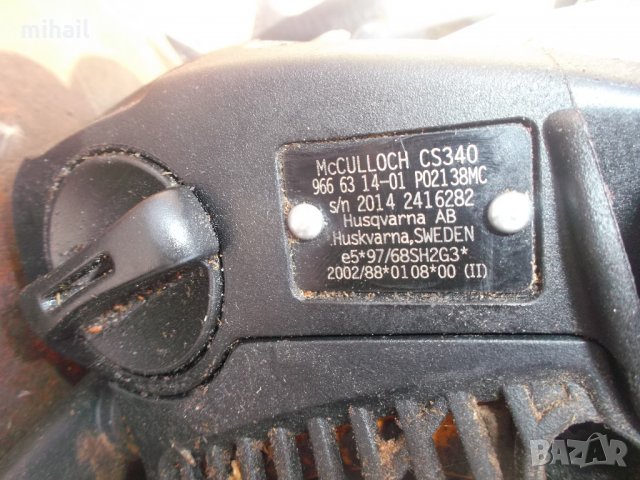 mihail
McCULLOCH CS340
966 63 14-01 P02138MC
s/n 2014 2416282
Husqvarna AB
Huskvarna,SWEDEN
e5*97/68SH2G3*
2002/88*0108*00 (II)
BAZAR